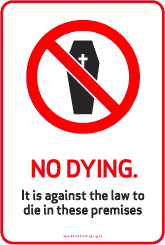 NO DYING.
It is against the law to
die in these premises